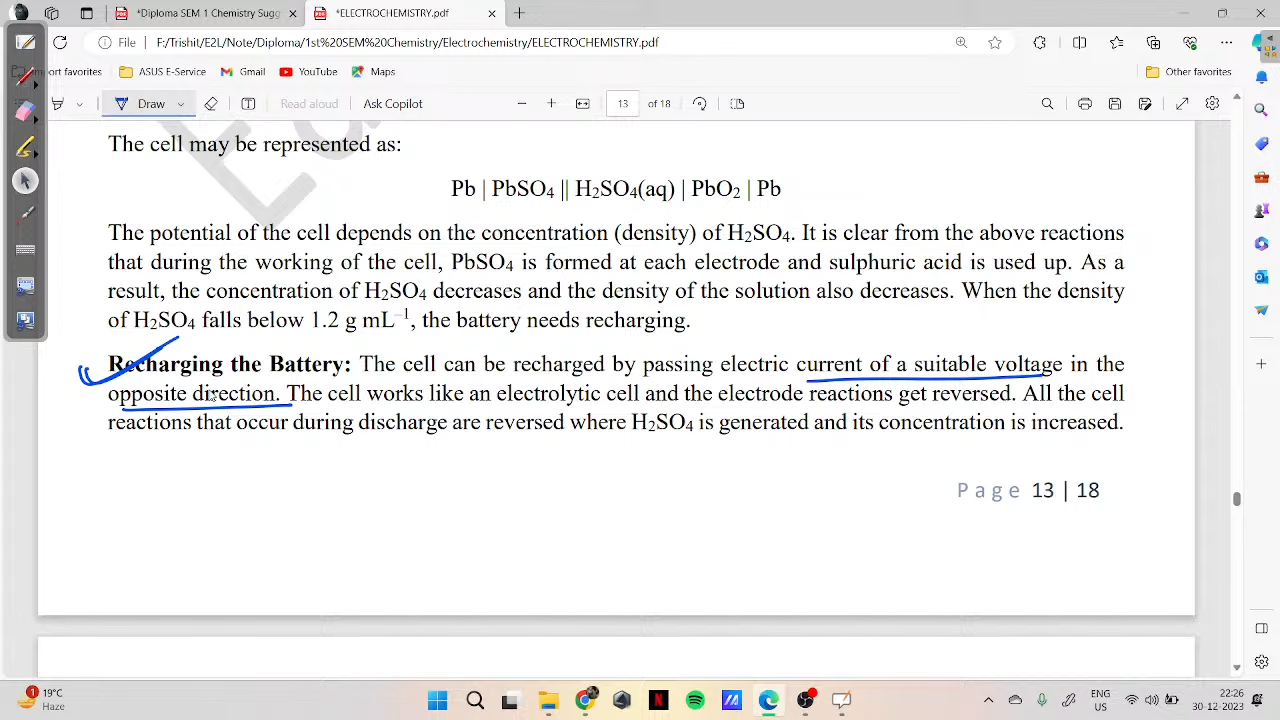 *Diploma SEM 1 Chemistry Sugg
*ELECTROCHEMISTRY.pdf
File F:/Trishit/E2L/Note/Diploma/1st%20SEM%20Chemistry/Electrochemistry/ELECTROCHEMISTRY.pdf
mport favorites ASUS E-Service Gmail YouTube Maps Other favorites
Draw Read aloud Ask Copilot 13 of 18
The cell may be represented as:
Pb | PbSO₄ || H₂SO₄(aq) | PbO₂ | Pb
The potential of the cell depends on the concentration (density) of H₂SO₄. It is clear from the above reactions
that during the working of the cell, PbSO₄ is formed at each electrode and sulphuric acid is used up. As a
result, the concentration of H₂SO₄ decreases and the density of the solution also decreases. When the density
of H₂SO₄ falls below 1.2 g mL⁻¹, the battery needs recharging.
Recharging the Battery: The cell can be recharged by passing electric current of a suitable voltage in the
opposite direction. The cell works like an electrolytic cell and the electrode reactions get reversed. All the cell
reactions that occur during discharge are reversed where H₂SO₄ is generated and its concentration is increased.
Page 13 | 18
19°C
Haze
ENG
US
22:26
30-12-2023